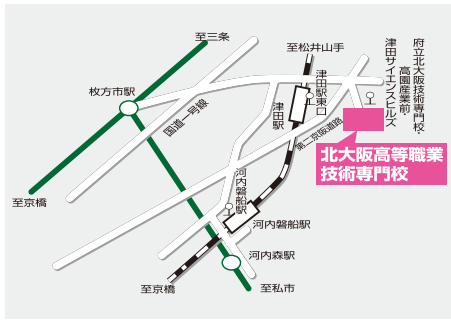 至三条
至松井山手
府立北大阪技術専門校・
高園産業前・
津田サイエンスヒルズ
枚方市駅
国道一号線
津田駅
津田駅東口
第二京阪道路
北大阪高等職業
技術専門校
河内磐船駅
至京橋
河内磐船駅
河内森駅
至京橋
至私市